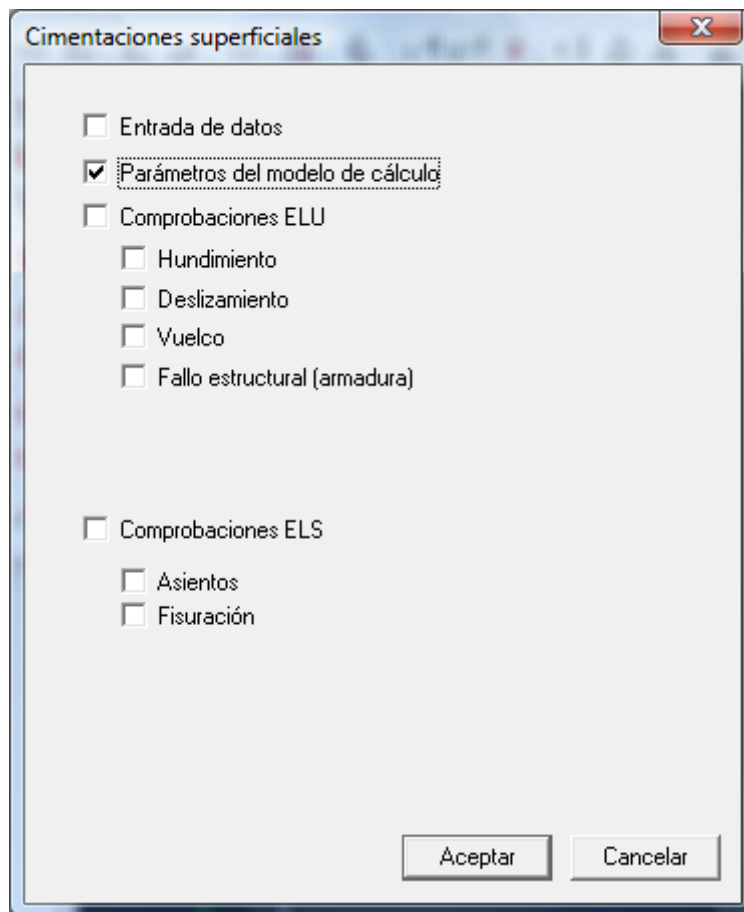 Cimentaciones superficiales
Entrada de datos
Parámetros del modelo de cálculo
Comprobaciones ELU
Hundimiento
Deslizamiento
Vuelco
Fallo estructural (armadura)
Comprobaciones ELS
Asientos
Fisuración
Aceptar
Cancelar